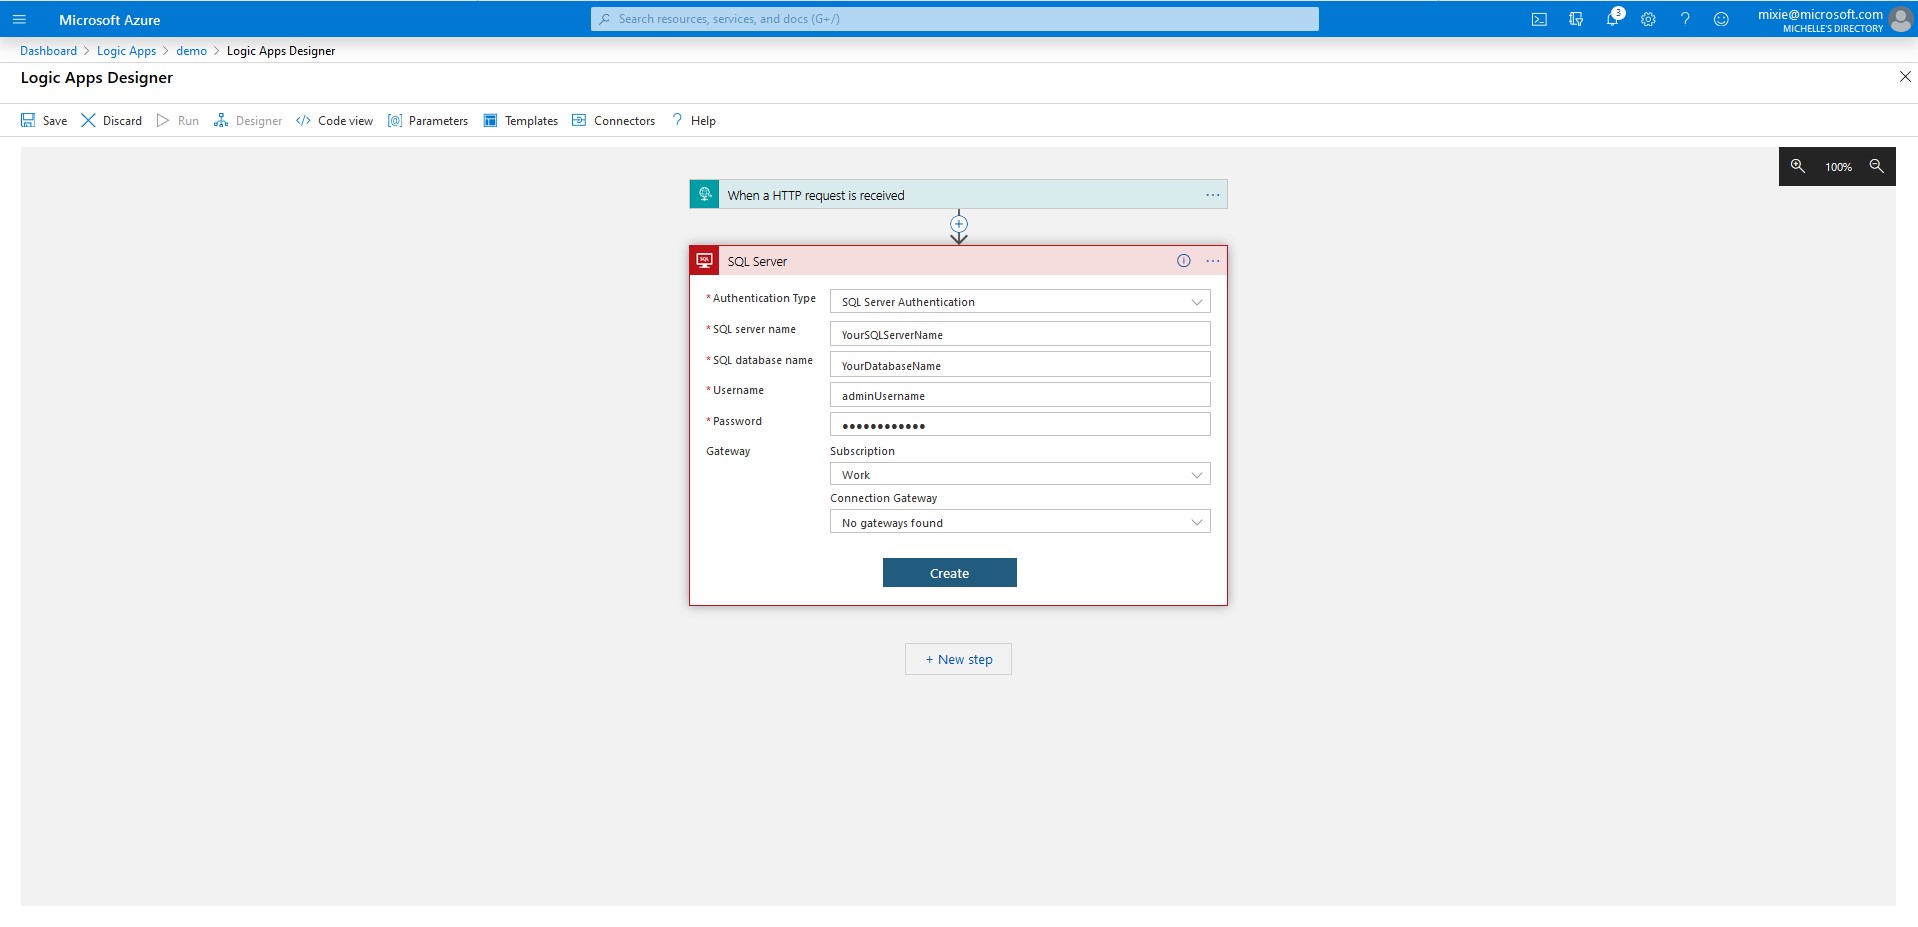 Microsoft Azure
Search resources, services, and docs (G+/)
3
mixie@microsoft.com
MICHELLE'S DIRECTORY
Dashboard > Logic Apps > demo > Logic Apps Designer
Logic Apps Designer
Save Discard Run Designer Code view Parameters Templates Connectors ? Help
100%
When a HTTP request is received
SQL
SQL Server
* Authentication Type SQL Server Authentication
* SQL server name YourSQLServerName
* SQL database name YourDatabaseName
* Username adminUsername
* Password ••••••••••••
Gateway Subscription
Work
Connection Gateway
No gateways found
Create
+ New step